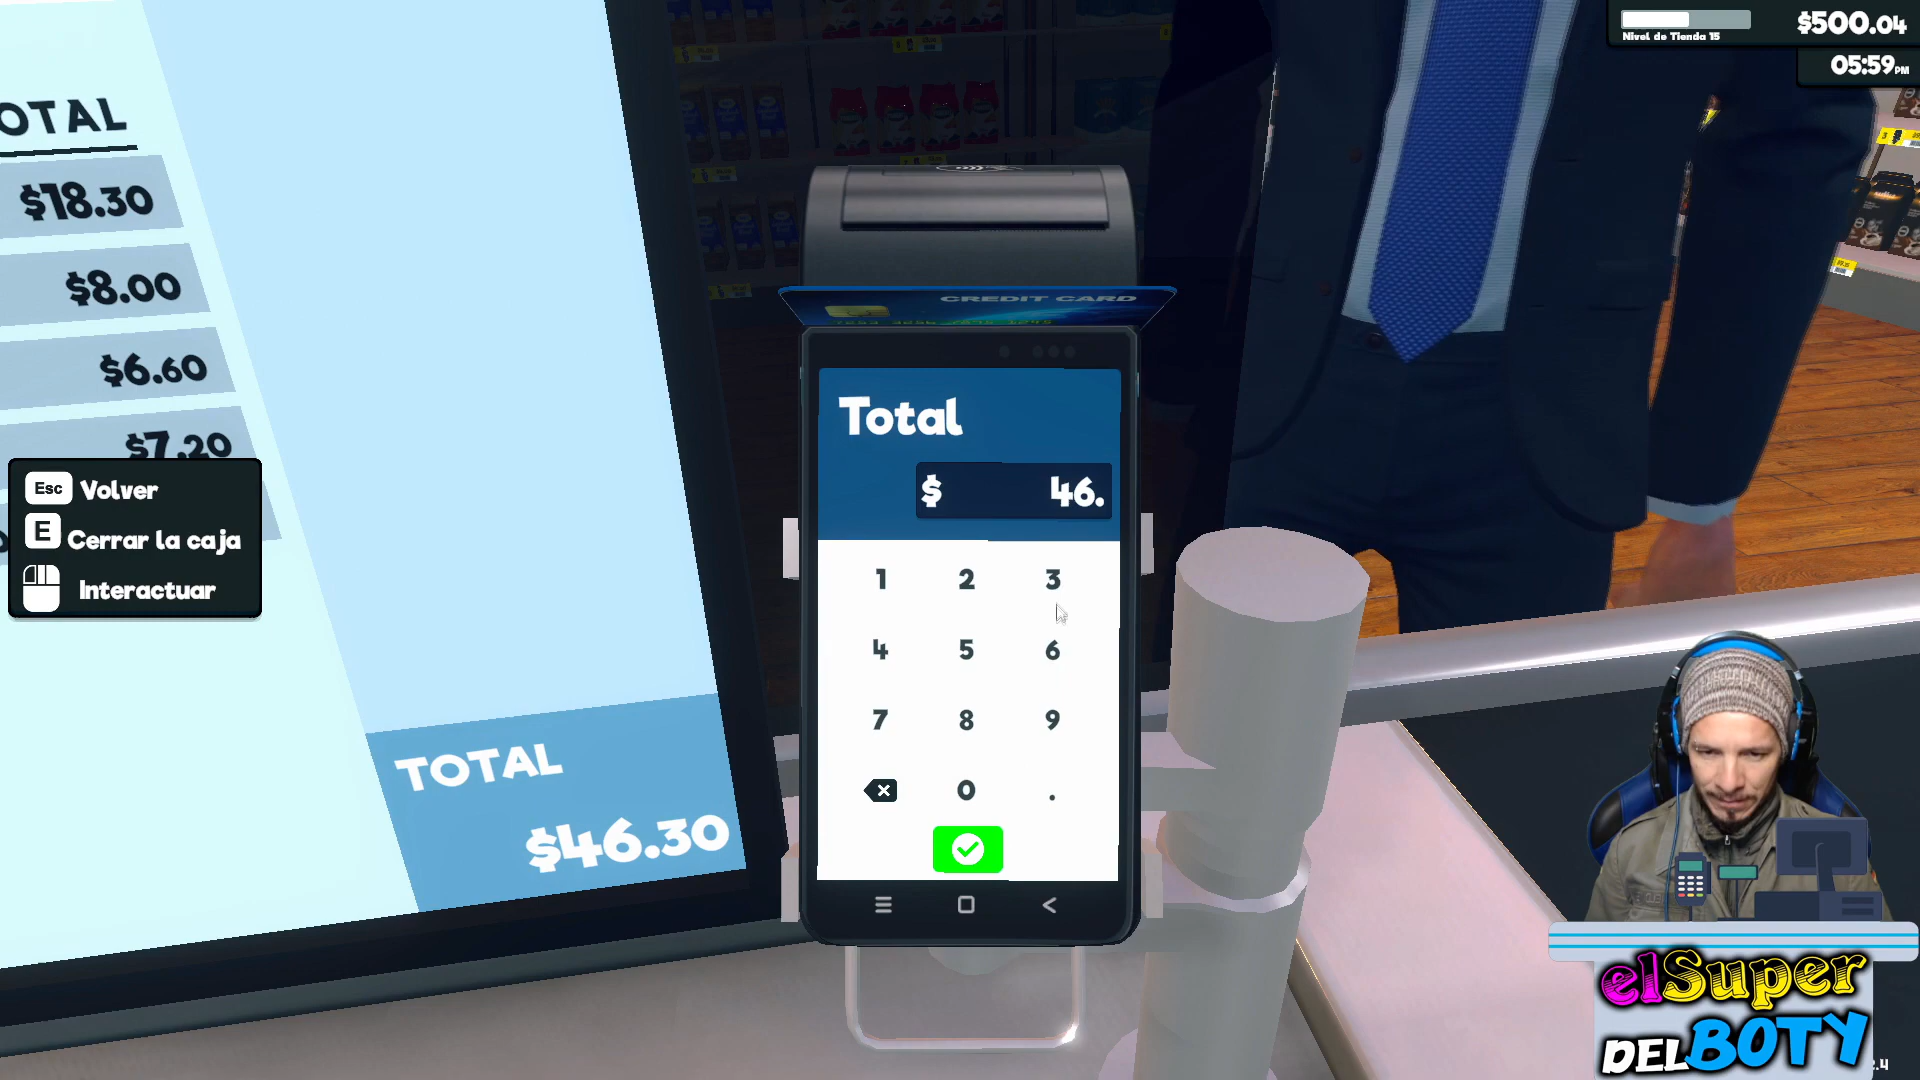 OTAL
$18.30
$8.00
$6.60
$7.20
Esc Volver
E Cerrar la caja
Interactuar
TOTAL
$46.30
CREDIT CARD
Total
$ 46.
1 2 3
4 5 6
7 8 9
0 .
$500.04
Nivel de Tienda 15
05:59PM
elSuper
DEL BOTY